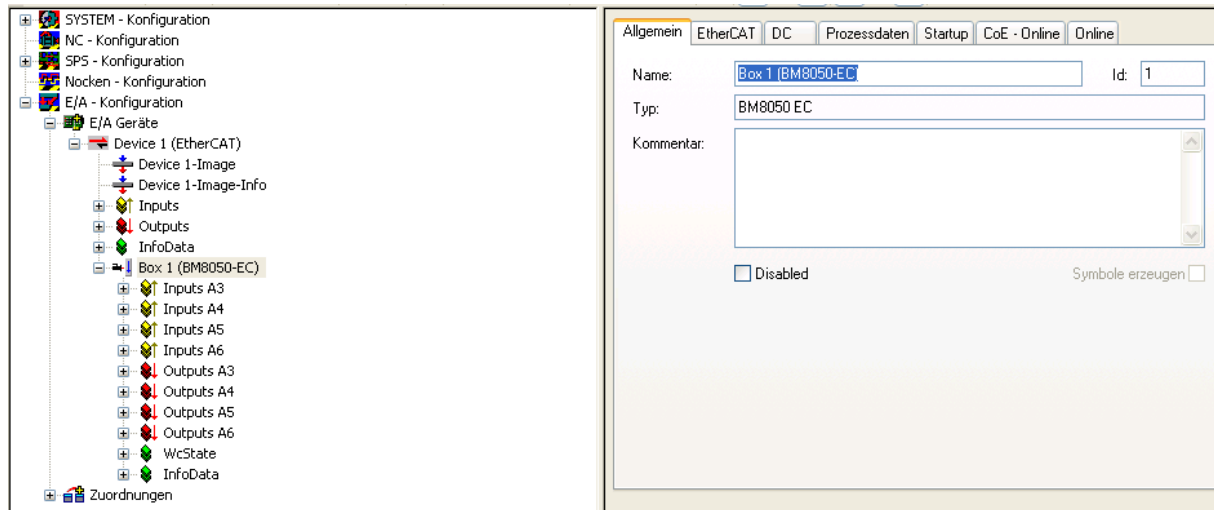 SYSTEM - Konfiguration
NC - Konfiguration
SPS - Konfiguration
Nocken - Konfiguration
E/A - Konfiguration
E/A Geräte
Device 1 (EtherCAT)
Device 1-Image
Device 1-Image-Info
Inputs
Outputs
InfoData
Box 1 (BM8050-EC)
Inputs A3
Inputs A4
Inputs A5
Inputs A6
Outputs A3
Outputs A4
Outputs A5
Outputs A6
WcState
InfoData
Zuordnungen
Allgemein EtherCAT DC Prozessdaten Startup CoE - Online Online
Name: Box 1 (BM8050-EC) Id: 1
Typ: BM8050 EC
Kommentar:
Disabled Symbole erzeugen